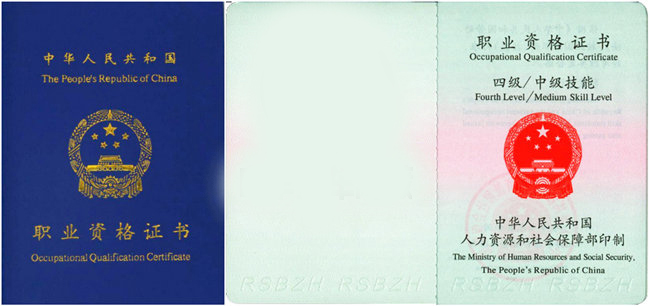 中华人民共和国
The People's Republic of China
职业资格证书
Occupational Qualification Certificate
职业资格证书
Occupational Qualification Certificate
四级/中级技能
Fourth Level/Medium Skill Level
中华人民共和国
人力资源和社会保障部印制
The Ministry of Human Resources and Social Security,
The People's Republic of China
RSBZH RSBZH